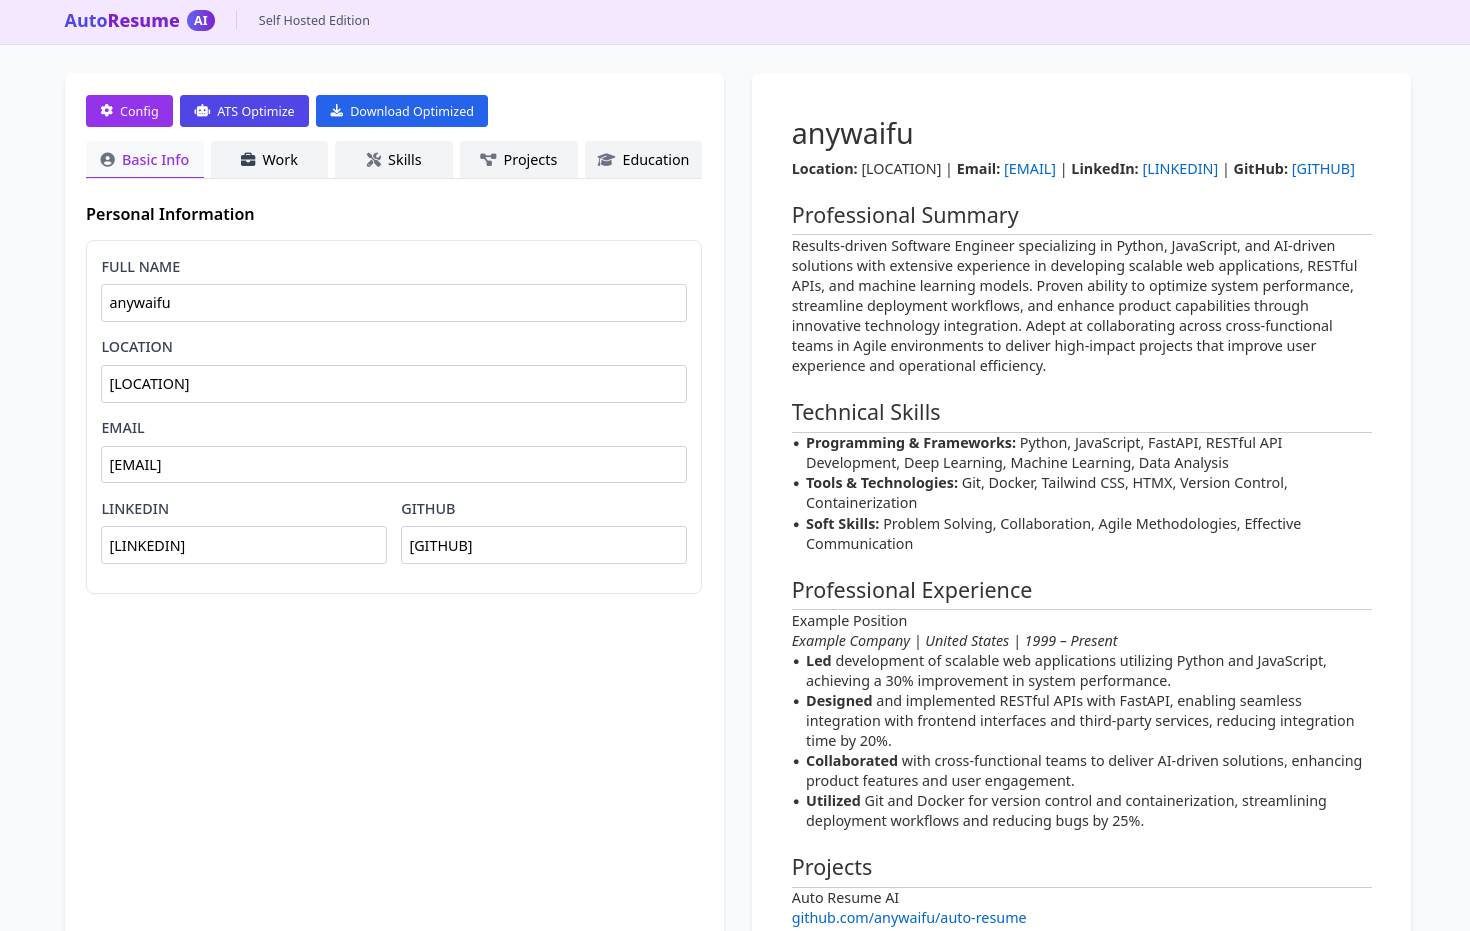 AutoResume AI
Self Hosted Edition
Config
ATS Optimize
Download Optimized
Basic Info
Work
Skills
Projects
Education
Personal Information
FULL NAME
anywaifu
LOCATION
[LOCATION]
EMAIL
[EMAIL]
LINKEDIN
GITHUB
[LINKEDIN]
[GITHUB]
anywaifu
Location: [LOCATION] | Email: [EMAIL] | LinkedIn: [LINKEDIN] | GitHub: [GITHUB]
Professional Summary
Results-driven Software Engineer specializing in Python, JavaScript, and AI-driven
solutions with extensive experience in developing scalable web applications, RESTful
APIs, and machine learning models. Proven ability to optimize system performance,
streamline deployment workflows, and enhance product capabilities through
innovative technology integration. Adept at collaborating across cross-functional
teams in Agile environments to deliver high-impact projects that improve user
experience and operational efficiency.
Technical Skills
• Programming & Frameworks: Python, JavaScript, FastAPI, RESTful API
Development, Deep Learning, Machine Learning, Data Analysis
• Tools & Technologies: Git, Docker, Tailwind CSS, HTMX, Version Control,
Containerization
• Soft Skills: Problem Solving, Collaboration, Agile Methodologies, Effective
Communication
Professional Experience
Example Position
Example Company | United States | 1999 – Present
• Led development of scalable web applications utilizing Python and JavaScript,
achieving a 30% improvement in system performance.
• Designed and implemented RESTful APIs with FastAPI, enabling seamless
integration with frontend interfaces and third-party services, reducing integration
time by 20%.
• Collaborated with cross-functional teams to deliver AI-driven solutions, enhancing
product features and user engagement.
• Utilized Git and Docker for version control and containerization, streamlining
deployment workflows and reducing bugs by 25%.
Projects
Auto Resume AI
github.com/anywaifu/auto-resume